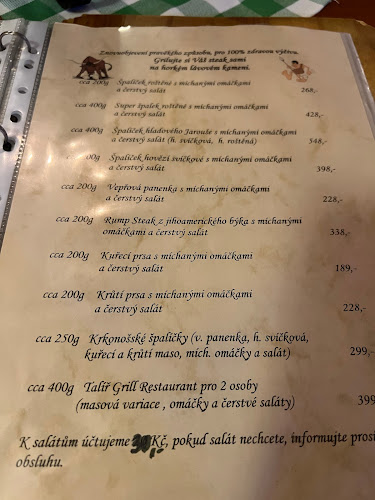 Znovuobjevení pravěkého způsobu, pro 100% zdravou výživu.
Grilujte si Váš steak sami
na horkém lávovém kameni.
cca 200g Špalíček roštěné s míchanými omáčkami
a čerstvý salát 268,-
cca 400g Super špalek roštěné s míchanými omáčkami
a čerstvý salát 428,-
cca 400g Špalíček hladového Jarouše s míchanými omáčkami
a čerstvý salát (h. svíčková, h. roštěná) 548,-
00g Špalíček hovězí svíčkové s míchanými omáčkami
a čerstvý salát 398,-
cca 200g Vepřová panenka s míchanými omáčkami
a čerstvý salát 228,-
cca 200g Rump Steak z jihoamerického býka s míchanými
omáčkami a čerstvý salát 338,-
cca 200g Kuřecí prsa s míchanými omáčkami
a čerstvý salát 189,-
cca 200g Krůtí prsa s míchanými omáčkami
a čerstvý salát 228,-
cca 250g Krkonošské špalíčky (v. panenka, h. svíčková,
kuřecí a krůtí maso, mích. omáčky a salát) 299,-
cca 400g Talíř Grill Restaurant pro 2 osoby
(masová variace , omáčky a čerstvé saláty) 399
K salátům účtujeme Kč, pokud salát nechcete, informujte prosí
obsluhu.